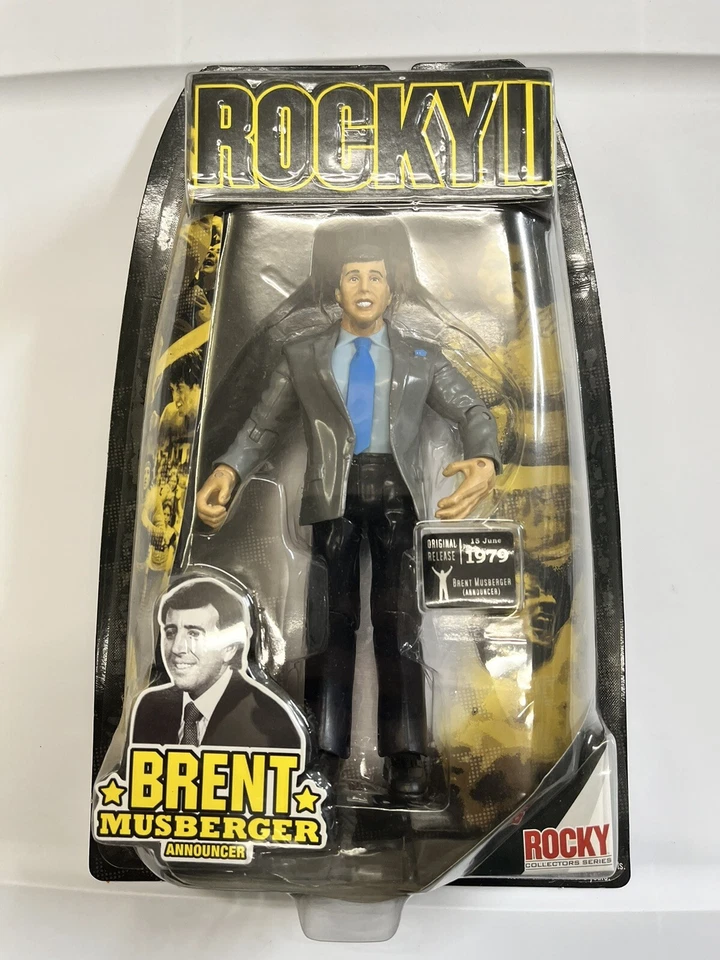 ROCKY II
ORIGINAL RELEASE
15 June
1979
BRENT MUSBERGER
(ANNOUNCER)
BRENT
MUSBERGER
ANNOUNCER
ROCKY
COLLECTORS SERIES